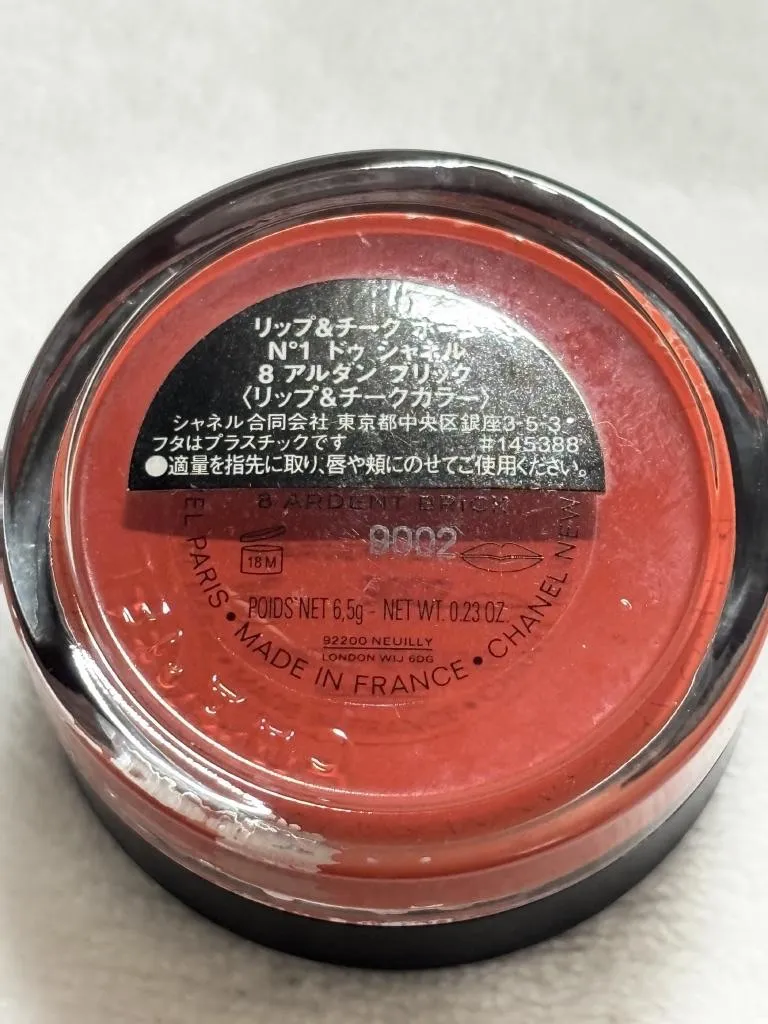 リップ&チーク
N°1 ドゥ シャネル
8 アルダン ブリック
〈リップ&チークカラー〉
シャネル合同会社 東京都中央区銀座3-5-3
フタはプラスチックです #145388
●適量を指先に取り、唇や頬にのせてご使用ください。
8 ARDENT BRICK
9002
18 M
POIDS NET 6,5g - NET WT. 0.23 OZ.
92200 NEUILLY
LONDON W1J 6DG
PARIS • MADE IN FRANCE • CHANEL NEW